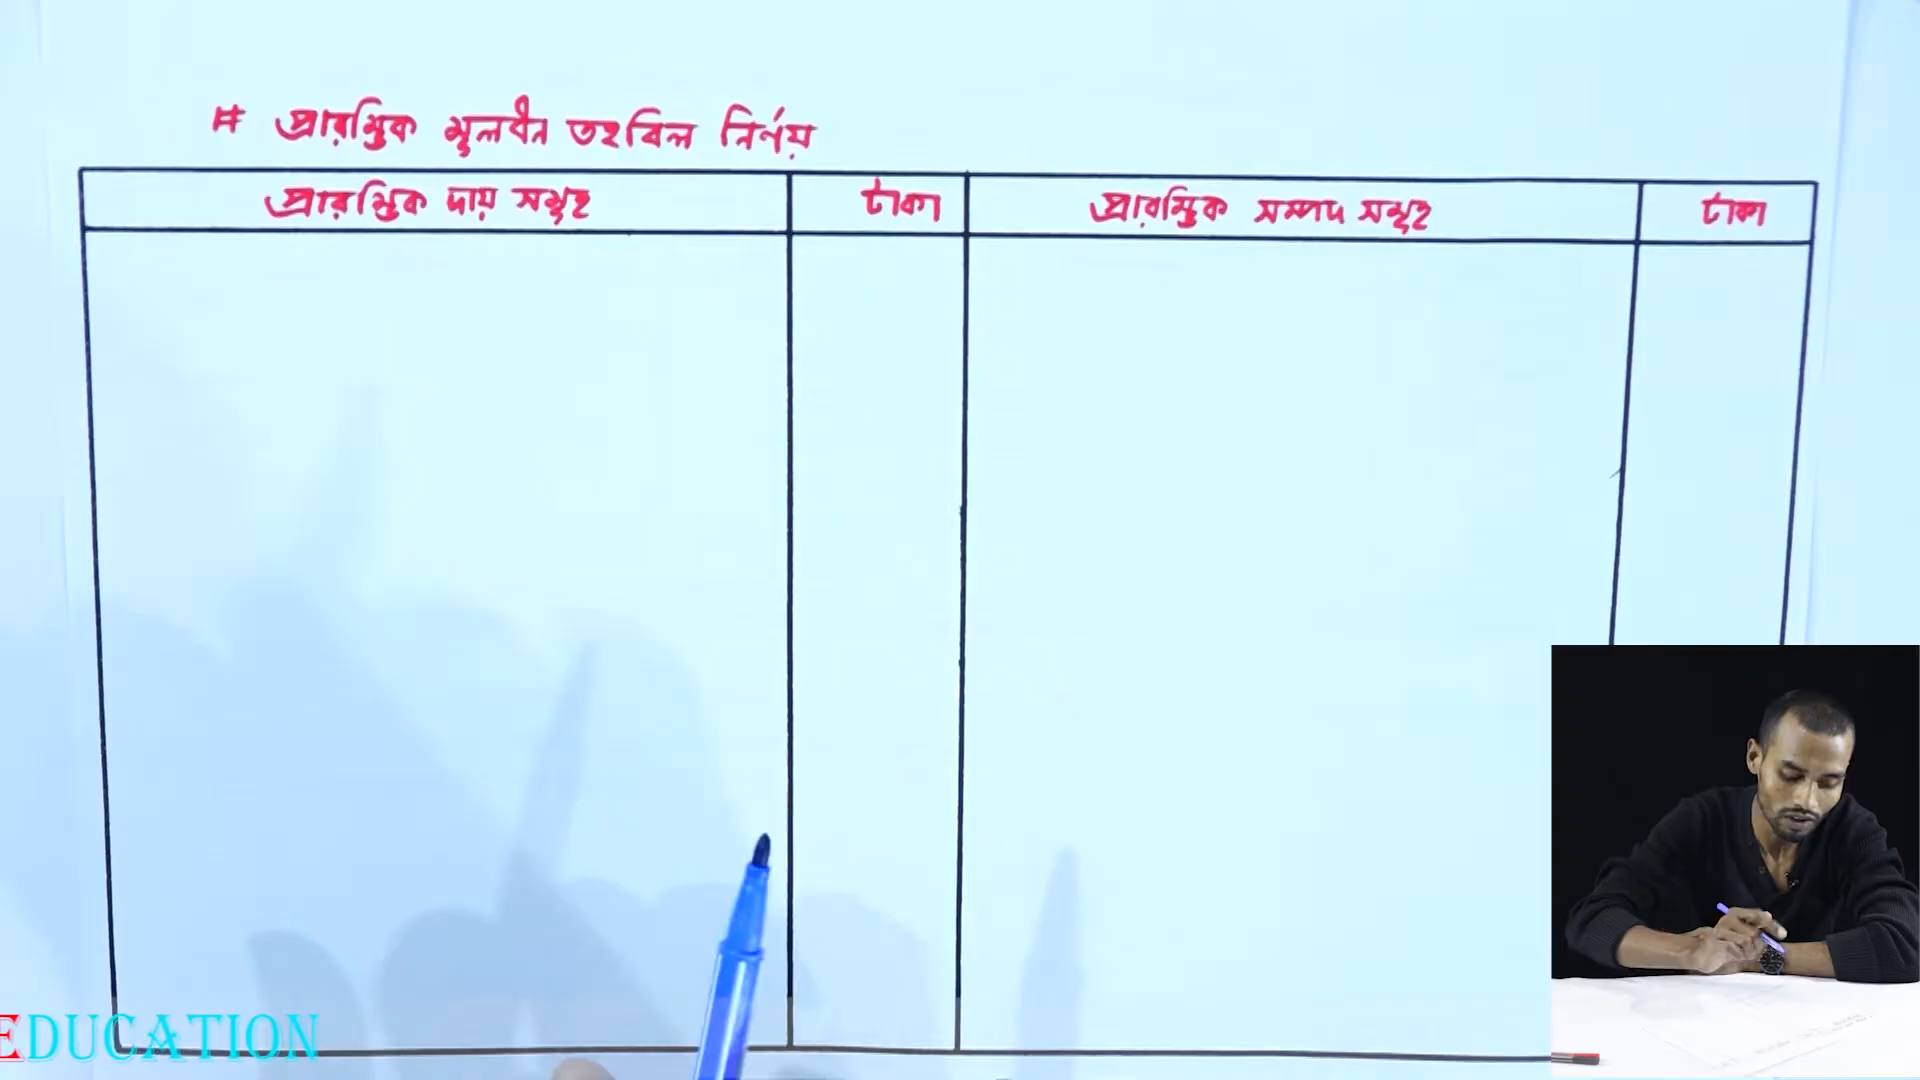 # প্রারম্ভিক মূলধন তহবিল নির্ণয়
প্রারম্ভিক দায় সমূহ টাকা প্রারম্ভিক সম্পদ সমূহ টাকা
EDUCATION